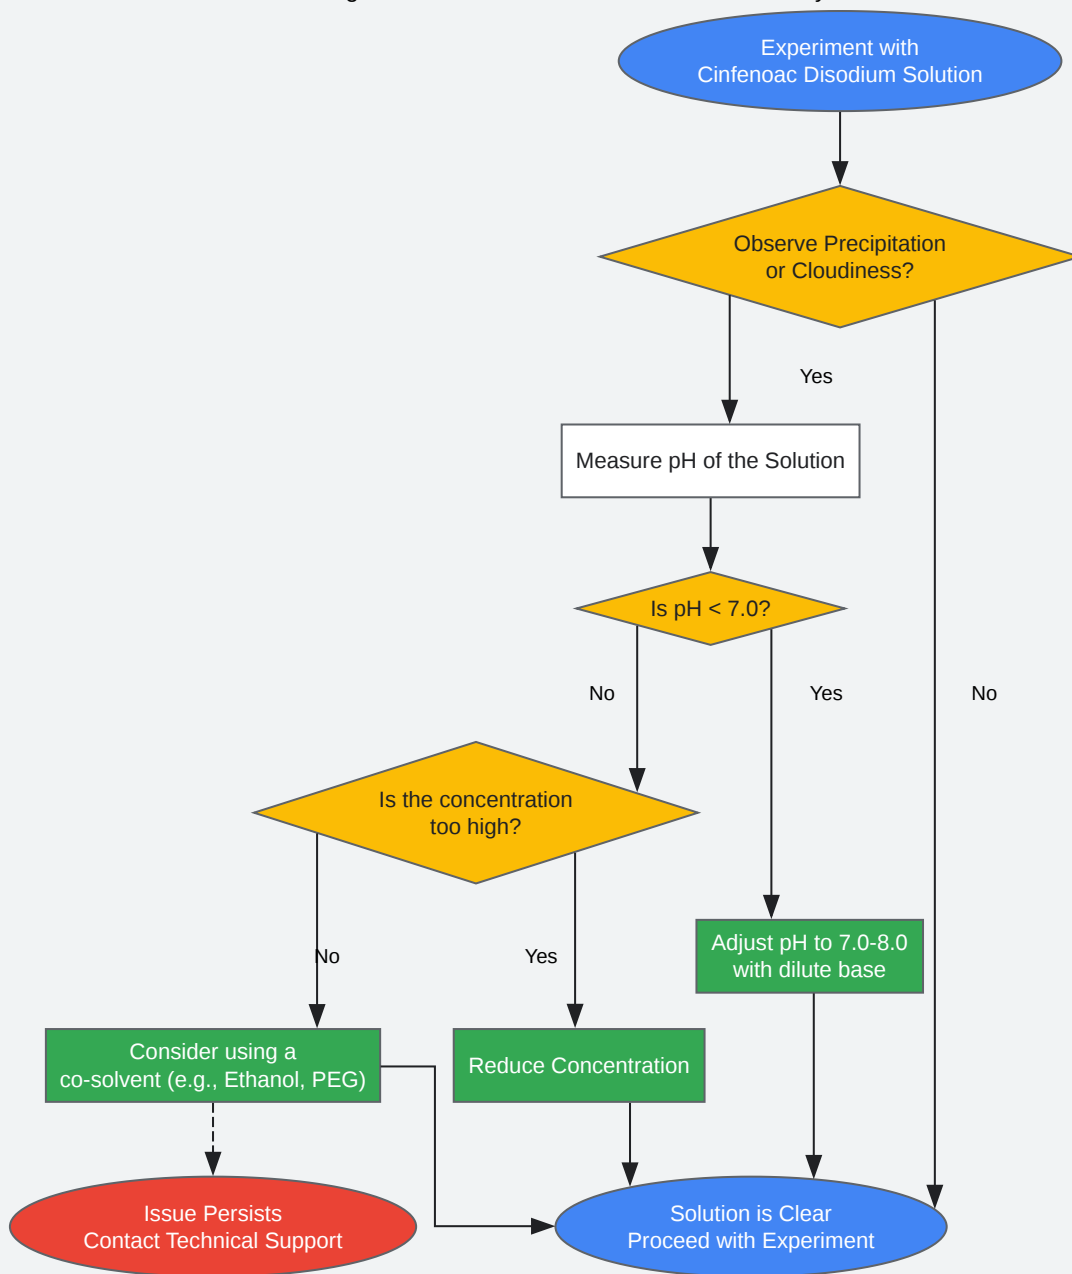 Experiment with
Cinfenoac Disodium Solution
Observe Precipitation
or Cloudiness?
Yes
Measure pH of the Solution
Is pH < 7.0?
No
Yes
No
Is the concentration
too high?
No
Yes
Adjust pH to 7.0-8.0
with dilute base
Consider using a
co-solvent (e.g., Ethanol, PEG)
Reduce Concentration
Issue Persists
Contact Technical Support
Solution is Clear
Proceed with Experiment